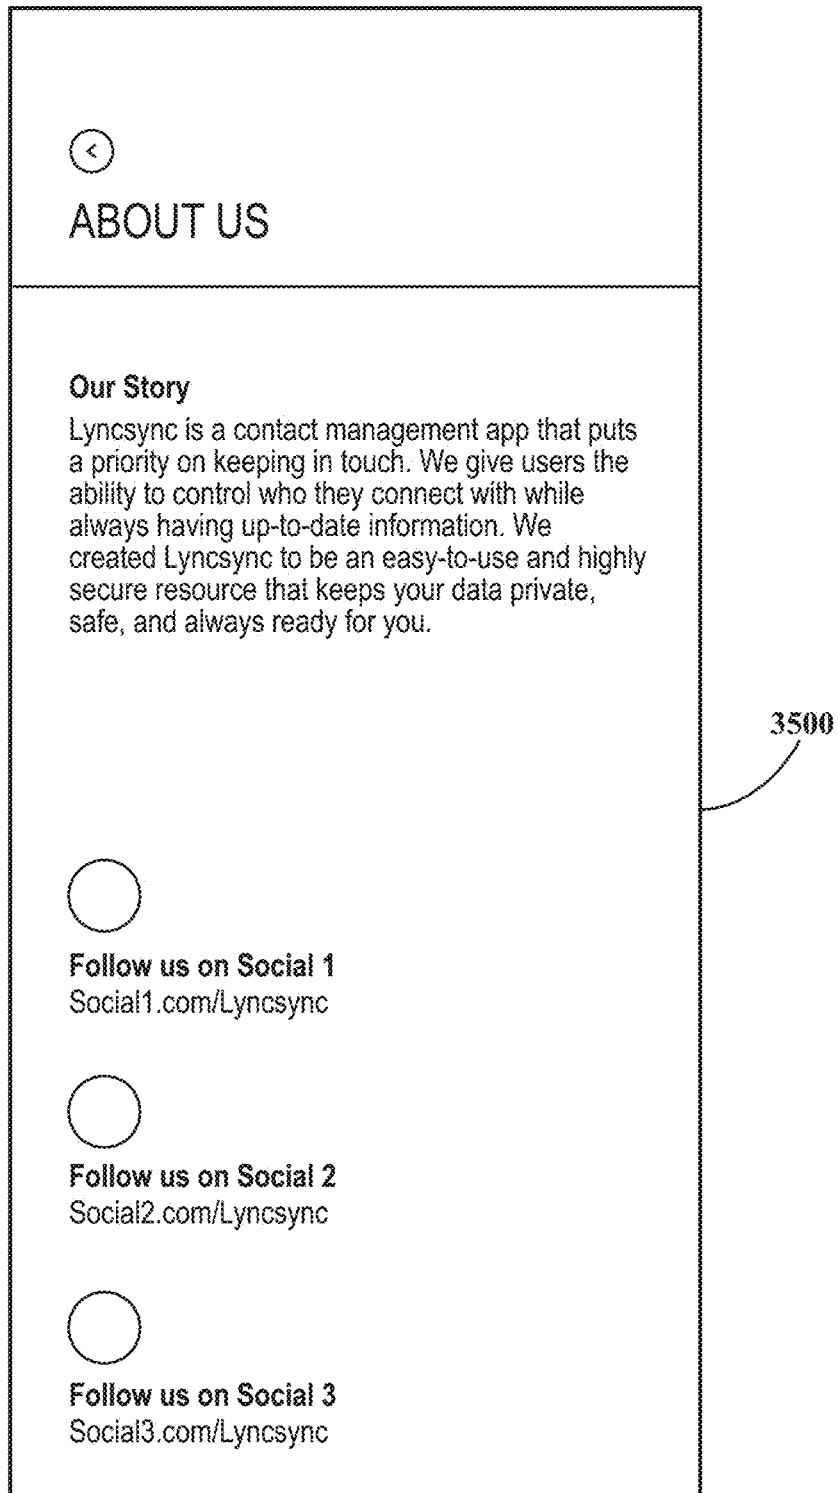 <
ABOUT US
Our Story
Lyncsync is a contact management app that puts
a priority on keeping in touch. We give users the
ability to control who they connect with while
always having up-to-date information. We
created Lyncsync to be an easy-to-use and highly
secure resource that keeps your data private,
safe, and always ready for you.
3500
Follow us on Social 1
Social1.com/Lyncsync
Follow us on Social 2
Social2.com/Lyncsync
Follow us on Social 3
Social3.com/Lyncsync